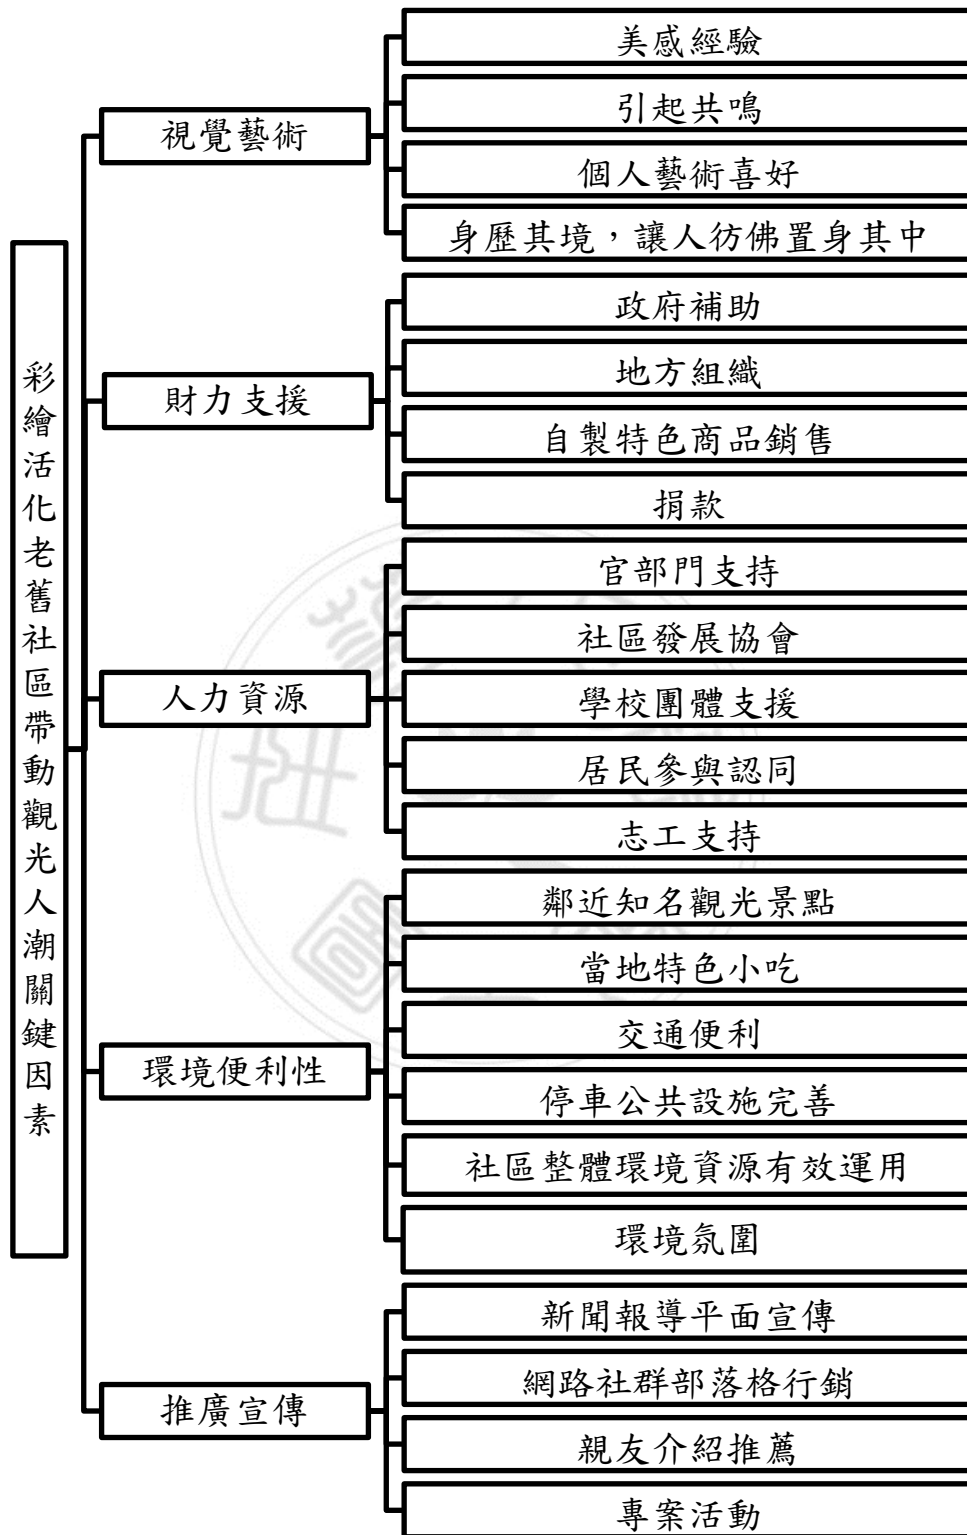 彩繪活化老舊社區帶動觀光人潮關鍵因素
視覺藝術
美感經驗
引起共鳴
個人藝術喜好
身歷其境，讓人彷佛置身其中
財力支援
政府補助
地方組織
自製特色商品銷售
捐款
人力資源
官部門支持
社區發展協會
學校團體支援
居民參與認同
志工支持
環境便利性
鄰近知名觀光景點
當地特色小吃
交通便利
停車公共設施完善
社區整體環境資源有效運用
環境氛圍
推廣宣傳
新聞報導平面宣傳
網路社群部落格行銷
親友介紹推薦
專案活動